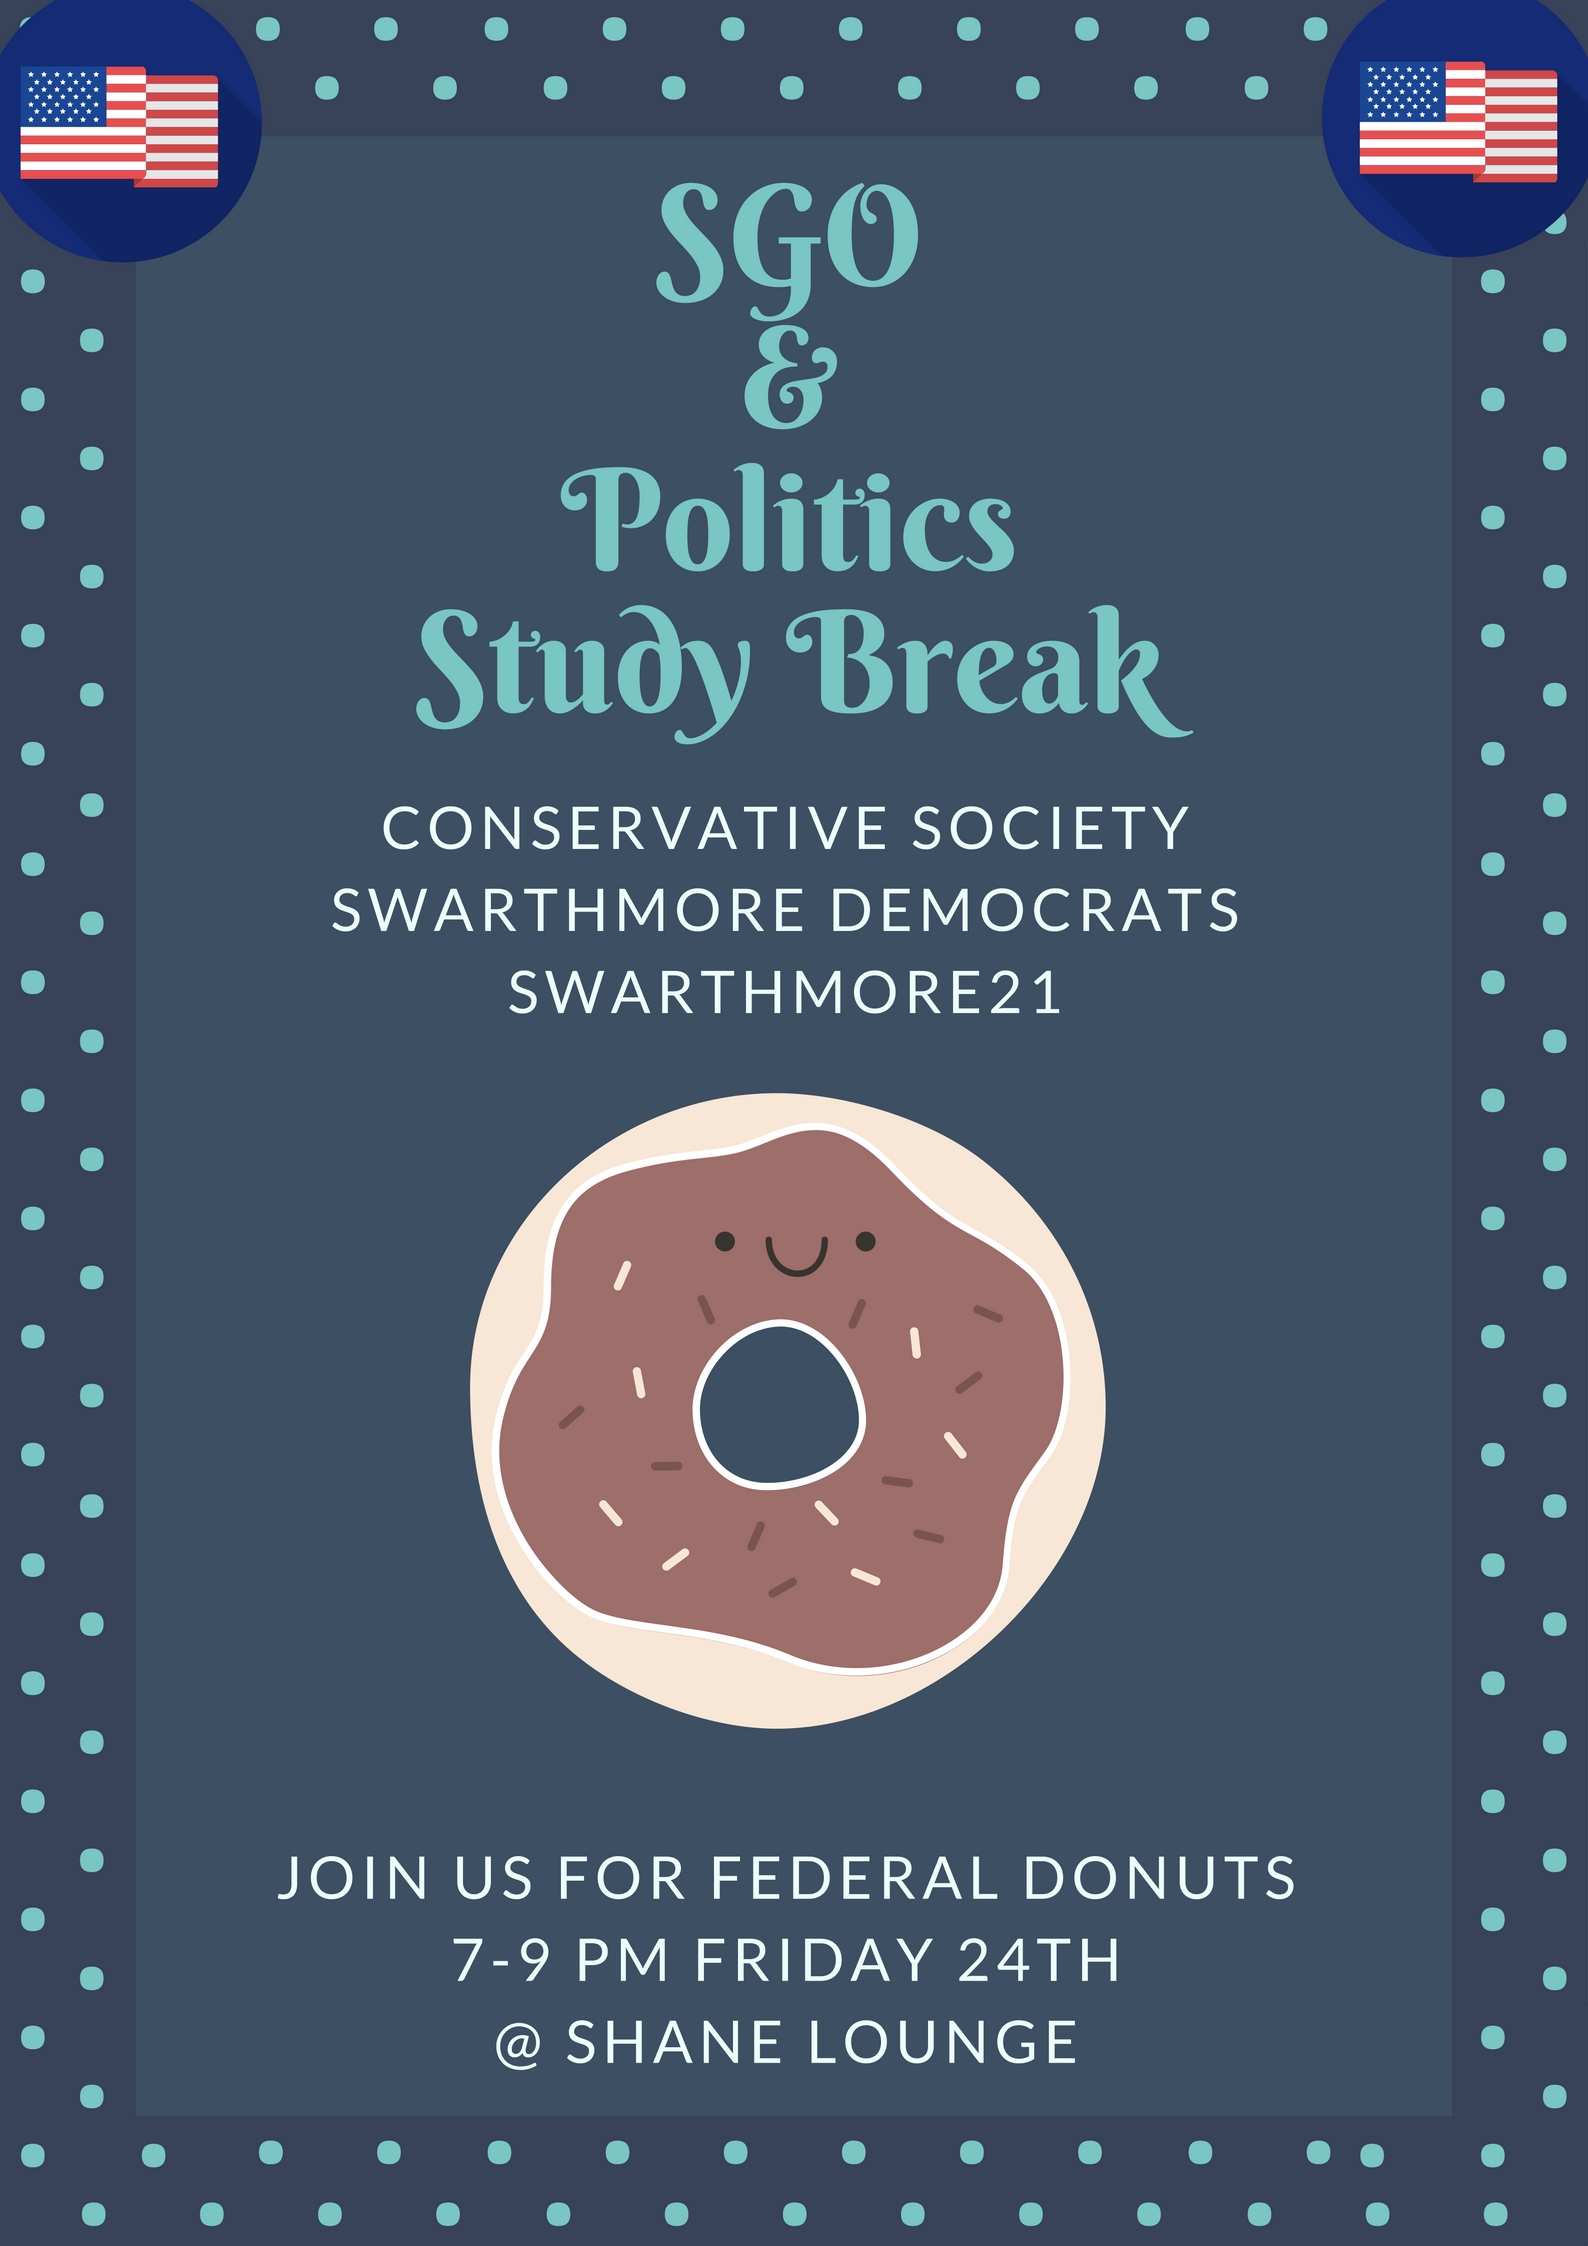 SGO
&
Politics
Study Break
CONSERVATIVE SOCIETY
SWARTHMORE DEMOCRATS
SWARTHMORE21
JOIN US FOR FEDERAL DONUTS
7-9 PM FRIDAY 24TH
@ SHANE LOUNGE